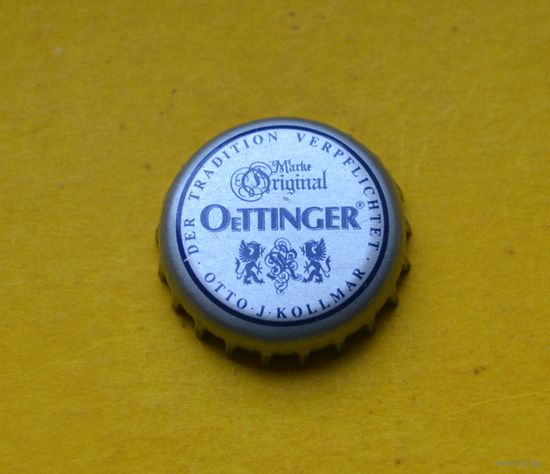 DER TRADITION VERPFLICHTET
Marke
Original
OeTTINGER®
· OTTO · J · KOLLMAR ·